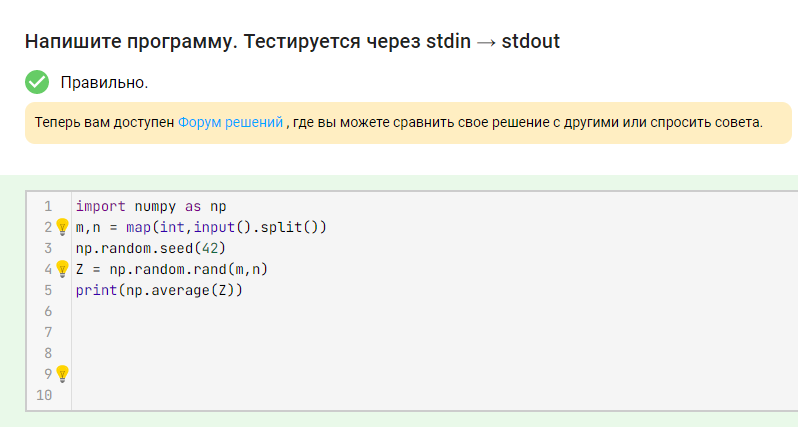 Напишите программу. Тестируется через stdin → stdout
Правильно.
Теперь вам доступен Форум решений , где вы можете сравнить свое решение с другими или спросить совета.
1 import numpy as np
2 m,n = map(int,input().split())
3 np.random.seed(42)
4 Z = np.random.rand(m,n)
5 print(np.average(Z))
6
7
8
9
10